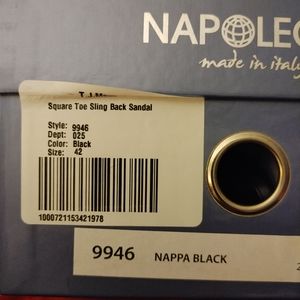 NAPOLEO
made in italy
Square Toe Sling Back Sandal
Style: 9946
Dept: 025
Color: Black
Size: 42
1000721153421978
9946 NAPPA BLACK